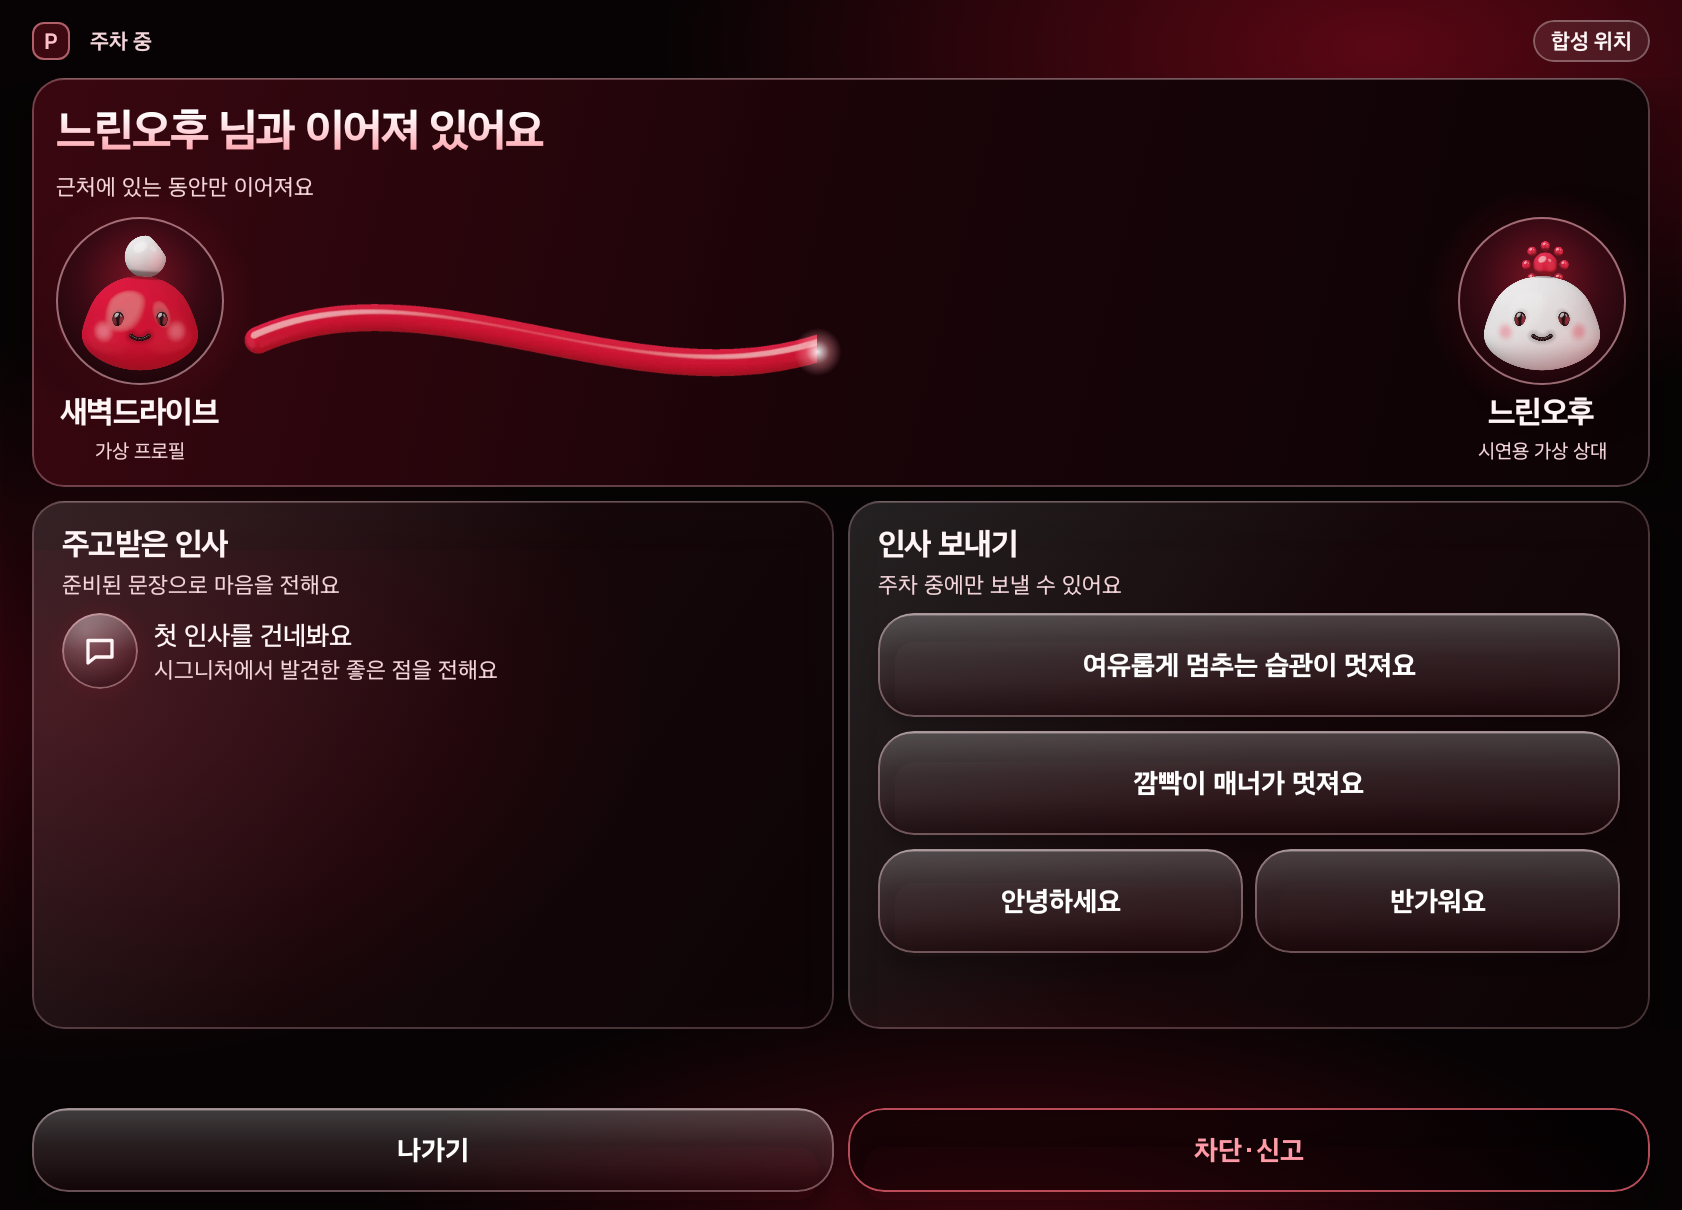 P 주차 중
합성 위치
느린오후 님과 이어져 있어요
근처에 있는 동안만 이어져요
새벽드라이브
가상 프로필
느린오후
시연용 가상 상대
주고받은 인사
준비된 문장으로 마음을 전해요
첫 인사를 건네봐요
시그니처에서 발견한 좋은 점을 전해요
인사 보내기
주차 중에만 보낼 수 있어요
여유롭게 멈추는 습관이 멋져요
깜빡이 매너가 멋져요
안녕하세요
반가워요
나가기
차단·신고